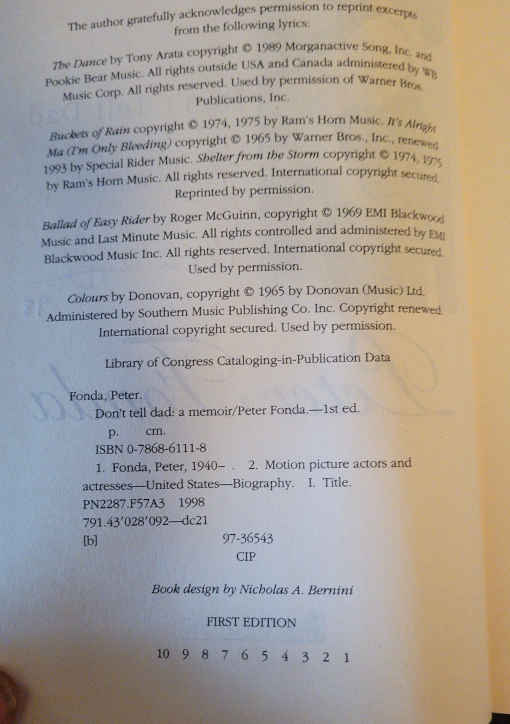 The author gratefully acknowledges permission to reprint excerpts
from the following lyrics:
The Dance by Tony Arata copyright © 1989 Morganactive Song, Inc. and
Pookie Bear Music. All rights outside USA and Canada administered by WB
Music Corp. All rights reserved. Used by permission of Warner Bros.
Publications, Inc.
Buckets of Rain copyright © 1974, 1975 by Ram's Horn Music. It's Alright
Ma (I'm Only Bleeding) copyright © 1965 by Warner Bros., Inc., renewed
1993 by Special Rider Music. Shelter from the Storm copyright © 1974, 1975
by Ram's Horn Music. All rights reserved. International copyright secured.
Reprinted by permission.
Ballad of Easy Rider by Roger McGuinn, copyright © 1969 EMI Blackwood
Music and Last Minute Music. All rights controlled and administered by EMI
Blackwood Music Inc. All rights reserved. International copyright secured.
Used by permission.
Colours by Donovan, copyright © 1965 by Donovan (Music) Ltd.
Administered by Southern Music Publishing Co. Inc. Copyright renewed.
International copyright secured. Used by permission.
Library of Congress Cataloging-in-Publication Data
Fonda, Peter.
Don't tell dad: a memoir/Peter Fonda.—1st ed.
p. cm.
ISBN 0-7868-6111-8
1. Fonda, Peter, 1940– . 2. Motion picture actors and
actresses—United States—Biography. I. Title.
PN2287.F57A3 1998
791.43'028'092—dc21
[b] 97-36543
CIP
Book design by Nicholas A. Bernini
FIRST EDITION
10 9 8 7 6 5 4 3 2 1